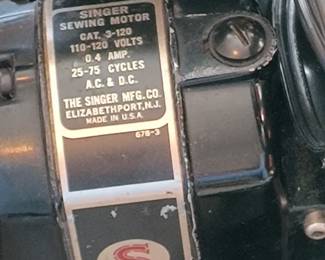 SINGER
SEWING MOTOR
CAT. 3-120
110-120 VOLTS
0.4 AMP.
25-75 CYCLES
A.C. & D.C.
THE SINGER MFG. CO.
ELIZABETHPORT, N.J.
MADE IN U.S.A.
676-3
S